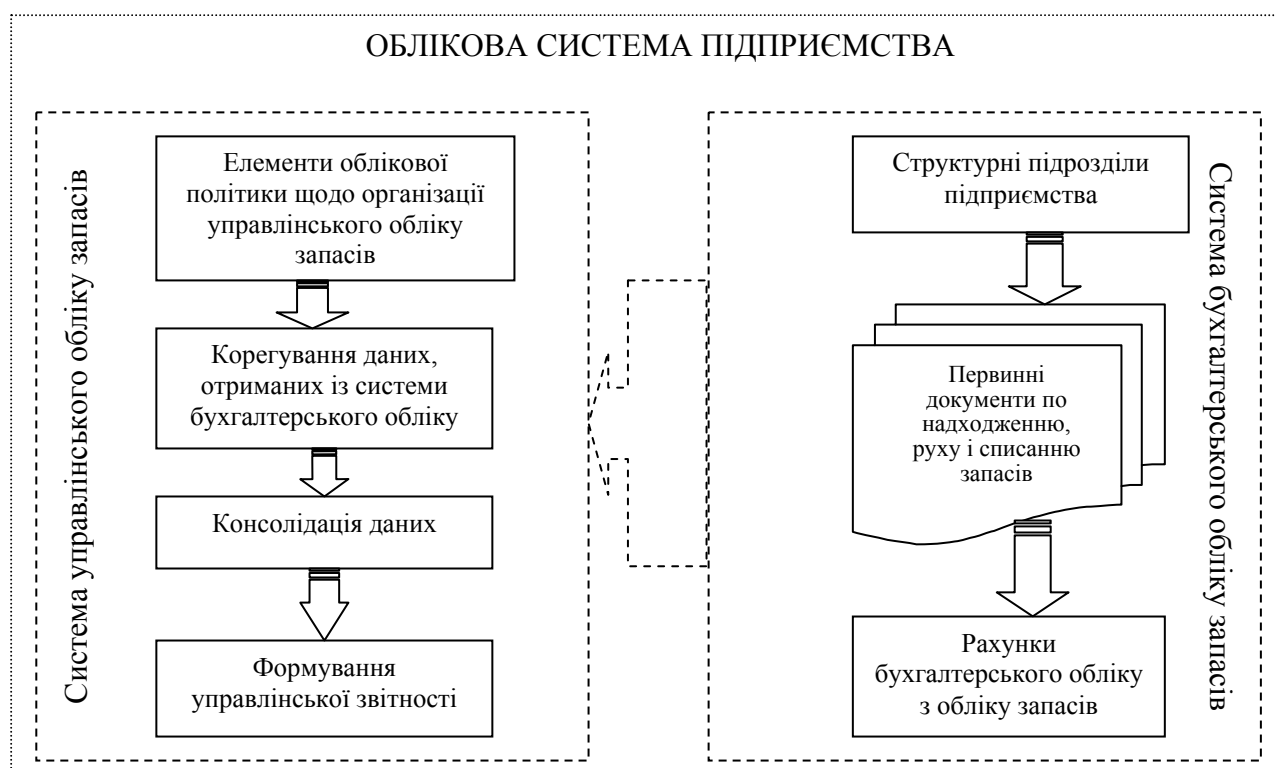 ОБЛІКОВА СИСТЕМА ПІДПРИЄМСТВА
Система управлінського обліку запасів
Елементи облікової
політики щодо організації
управлінського обліку
запасів
Корегування даних,
отриманих із системи
бухгалтерського обліку
Консолідація даних
Формування
управлінської звітності
Структурні підрозділи
підприємства
Первинні
документи по
надходженню,
руху і списанню
запасів
Рахунки
бухгалтерського обліку
з обліку запасів
Система бухгалтерського обліку запасів